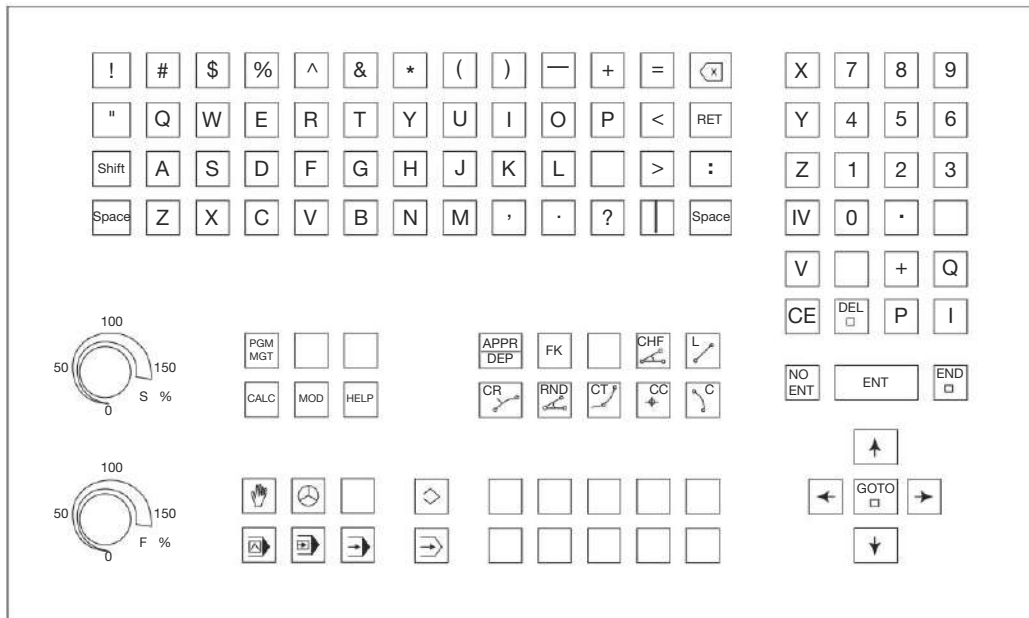 ! # $ % ^ & * ( ) — + = X
" Q W E R T Y U I O P < RET
Shift A S D F G H J K L > :
Space Z X C V B N M , . ? | Space
X 7 8 9
Y 4 5 6
Z 1 2 3
IV 0 .
V + Q
CE DEL P I
NO ENT
ENT
END
GOTO
100
50 150
0
S %
PGM
MGT
CALC MOD HELP
APPR
DEP
FK CHF L
CR RND CT CC C
100
50 150
0
F %